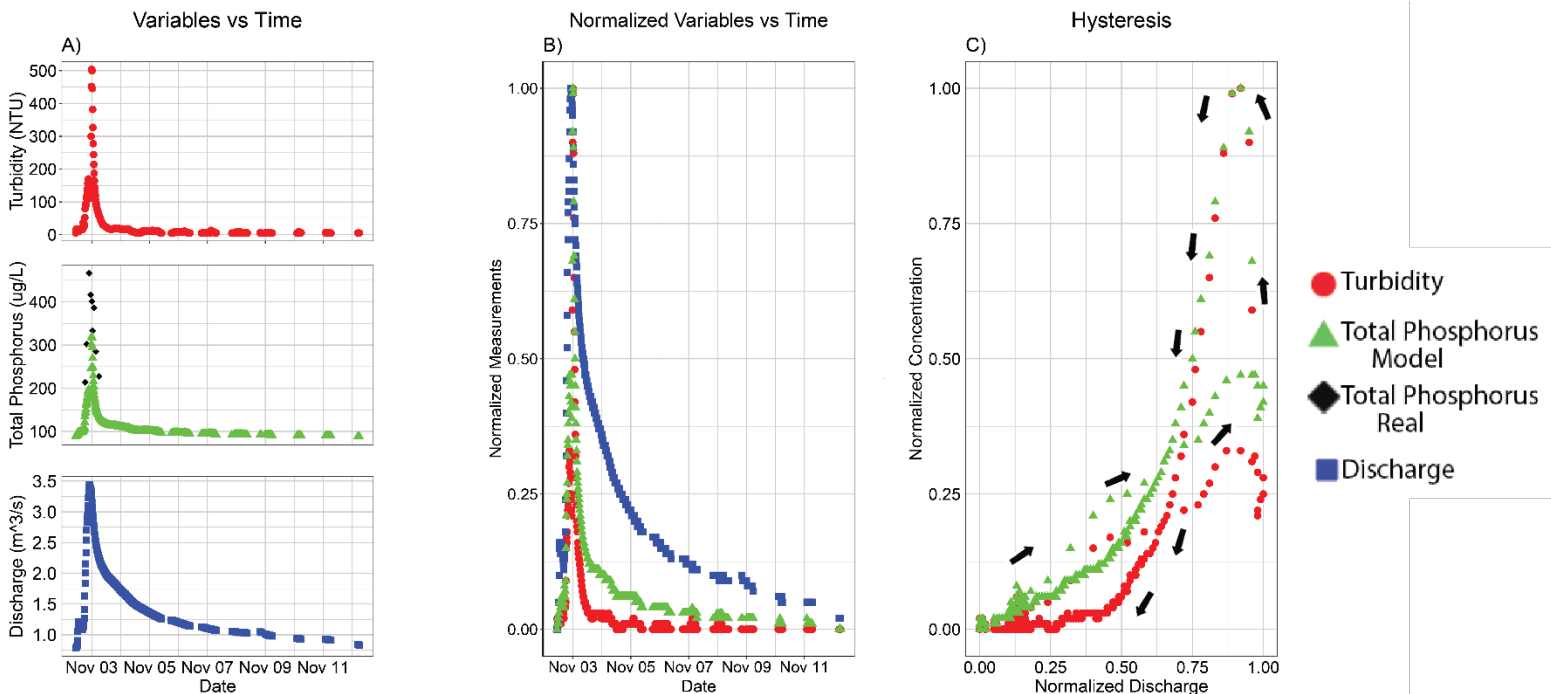 Variables vs Time
A)
Turbidity (NTU)
500
400
300
200
100
0
Total Phosphorus (ug/L)
400
300
200
100
Discharge (m^3/s)
3.5
3.0
2.5
2.0
1.5
1.0
Nov 03 Nov 05 Nov 07 Nov 09 Nov 11
Date
Normalized Variables vs Time
B)
Normalized Measurements
1.00
0.75
0.50
0.25
0.00
Nov 03 Nov 05 Nov 07 Nov 09 Nov 11
Date
Hysteresis
C)
Normalized Concentration
1.00
0.75
0.50
0.25
0.00
0.00 0.25 0.50 0.75 1.00
Normalized Discharge
Turbidity
Total Phosphorus
Model
Total Phosphorus
Real
Discharge